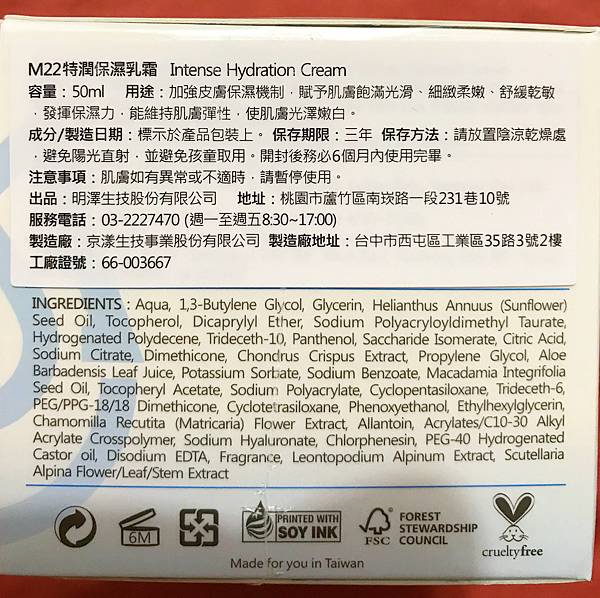 M22特潤保濕乳霜 Intense Hydration Cream
容量：50ml 用途：加強皮膚保濕機制，賦予肌膚飽滿光滑、細緻柔嫩、舒緩乾敏
，發揮保濕力，能維持肌膚彈性，使肌膚光澤嫩白。
成分/製造日期：標示於產品包裝上。 保存期限：三年 保存方法：請放置陰涼乾燥處
，避免陽光直射，並避免孩童取用。開封後務必6個月內使用完畢。
注意事項：肌膚如有異常或不適時，請暫停使用。
出品：明澤生技股份有限公司 地址：桃園市蘆竹區南崁路一段231巷10號
服務電話：03-2227470 (週一至週五8:30~17:00)
製造廠：京漾生技事業股份有限公司 製造廠地址：台中市西屯區工業區35路3號2樓
工廠證號：66-003667
INGREDIENTS : Aqua, 1,3-Butylene Glycol, Glycerin, Helianthus Annuus (Sunflower)
Seed Oil, Tocopherol, Dicaprylyl Ether, Sodium Polyacryloyldimethyl Taurate,
Hydrogenated Polydecene, Trideceth-10, Panthenol, Saccharide Isomerate, Citric Acid,
Sodium Citrate, Dimethicone, Chondrus Crispus Extract, Propylene Glycol, Aloe
Barbadensis Leaf Juice, Potassium Sorbate, Sodium Benzoate, Macadamia Integrifolia
Seed Oil, Tocopheryl Acetate, Sodium Polyacrylate, Cyclopentasiloxane, Trideceth-6,
PEG/PPG-18/18 Dimethicone, Cyclotetrasiloxane, Phenoxyethanol, Ethylhexylglycerin,
Chamomilla Recutita (Matricaria) Flower Extract, Allantoin, Acrylates/C10-30 Alkyl
Acrylate Crosspolymer, Sodium Hyaluronate, Chlorphenesin, PEG-40 Hydrogenated
Castor oil, Disodium EDTA, Fragrance, Leontopodium Alpinum Extract, Scutellaria
Alpina Flower/Leaf/Stem Extract
6M
PRINTED WITH
SOY INK
FSC
FOREST
STEWARDSHIP
COUNCIL
crueltyfree
Made for you in Taiwan